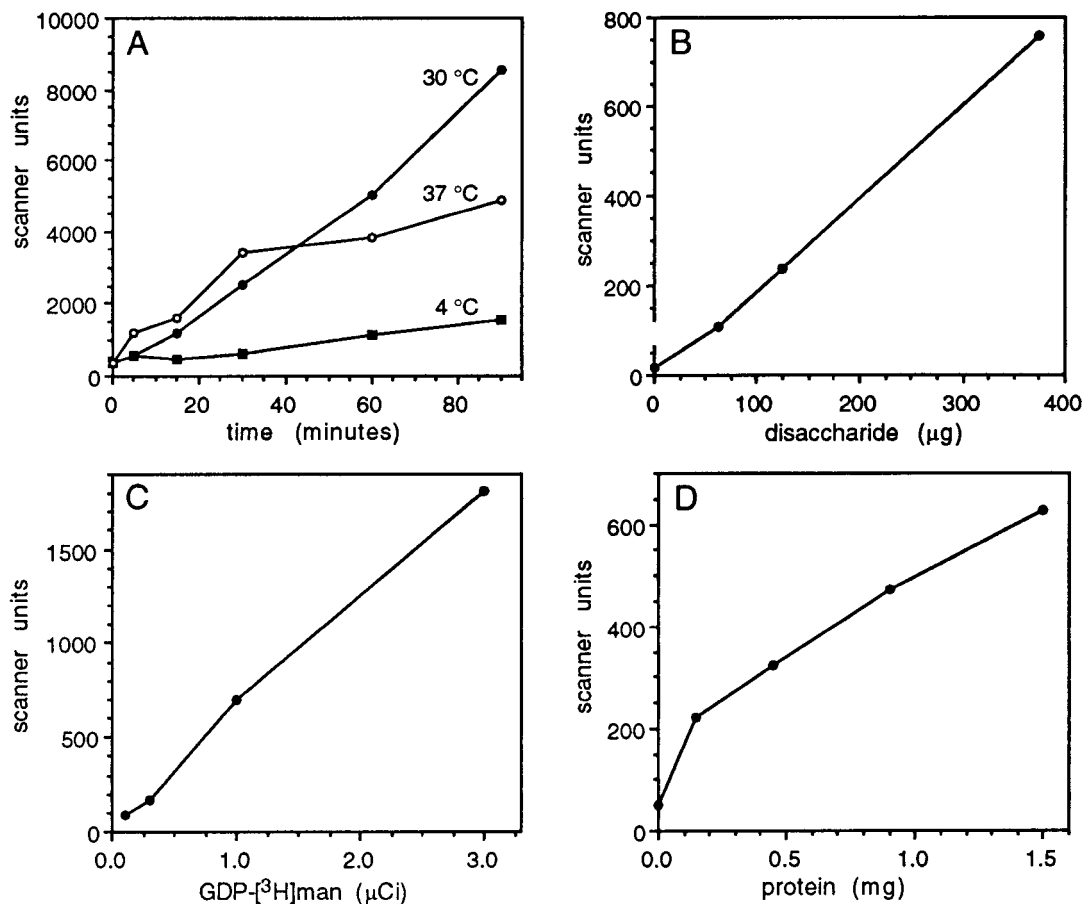 A
scanner units
10000
8000
6000
4000
2000
0
30 °C
37 °C
4 °C
0 20 40 60 80
time (minutes)
B
scanner units
800
600
400
200
0
0 100 200 300 400
disaccharide (µg)
C
scanner units
1500
1000
500
0
0.0 1.0 2.0 3.0
GDP-[³H]man (µCi)
D
scanner units
600
400
200
0
0.0 0.5 1.0 1.5
protein (mg)